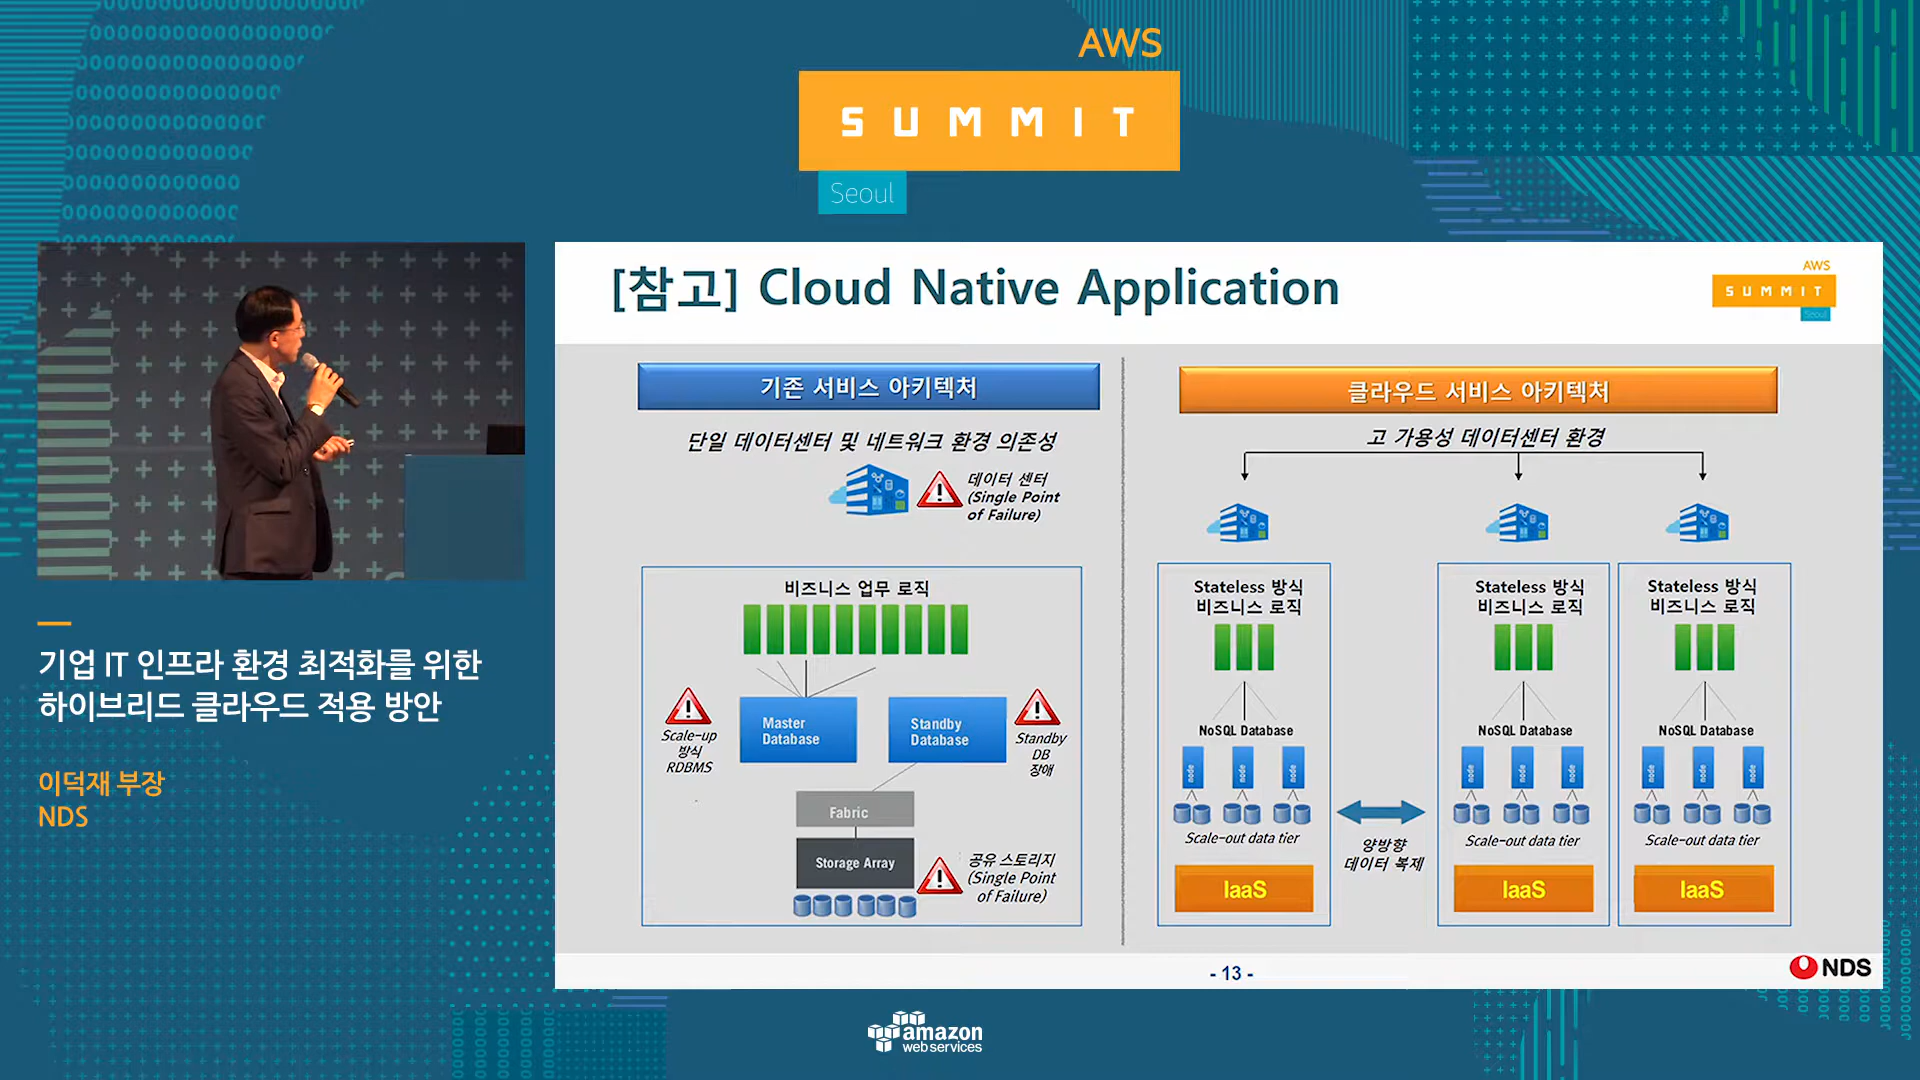 AWS
SUMMIT
Seoul
기업 IT 인프라 환경 최적화를 위한
하이브리드 클라우드 적용 방안
이덕재 부장
NDS
[참고] Cloud Native Application
AWS
SUMMIT
Seoul
기존 서비스 아키텍처
단일 데이터센터 및 네트워크 환경 의존성
데이터 센터
(Single Point
of Failure)
비즈니스 업무 로직
Master
Database
Standby
Database
Scale-up
방식
RDBMS
Standby
DB
장애
Fabric
Storage Array
공유 스토리지
(Single Point
of Failure)
클라우드 서비스 아키텍처
고 가용성 데이터센터 환경
Stateless 방식
비즈니스 로직
NoSQL Database
node
node
node
Scale-out data tier
IaaS
양방향
데이터 복제
Stateless 방식
비즈니스 로직
NoSQL Database
node
node
node
Scale-out data tier
IaaS
Stateless 방식
비즈니스 로직
NoSQL Database
node
node
node
Scale-out data tier
IaaS
- 13 -
NDS
amazon
web services